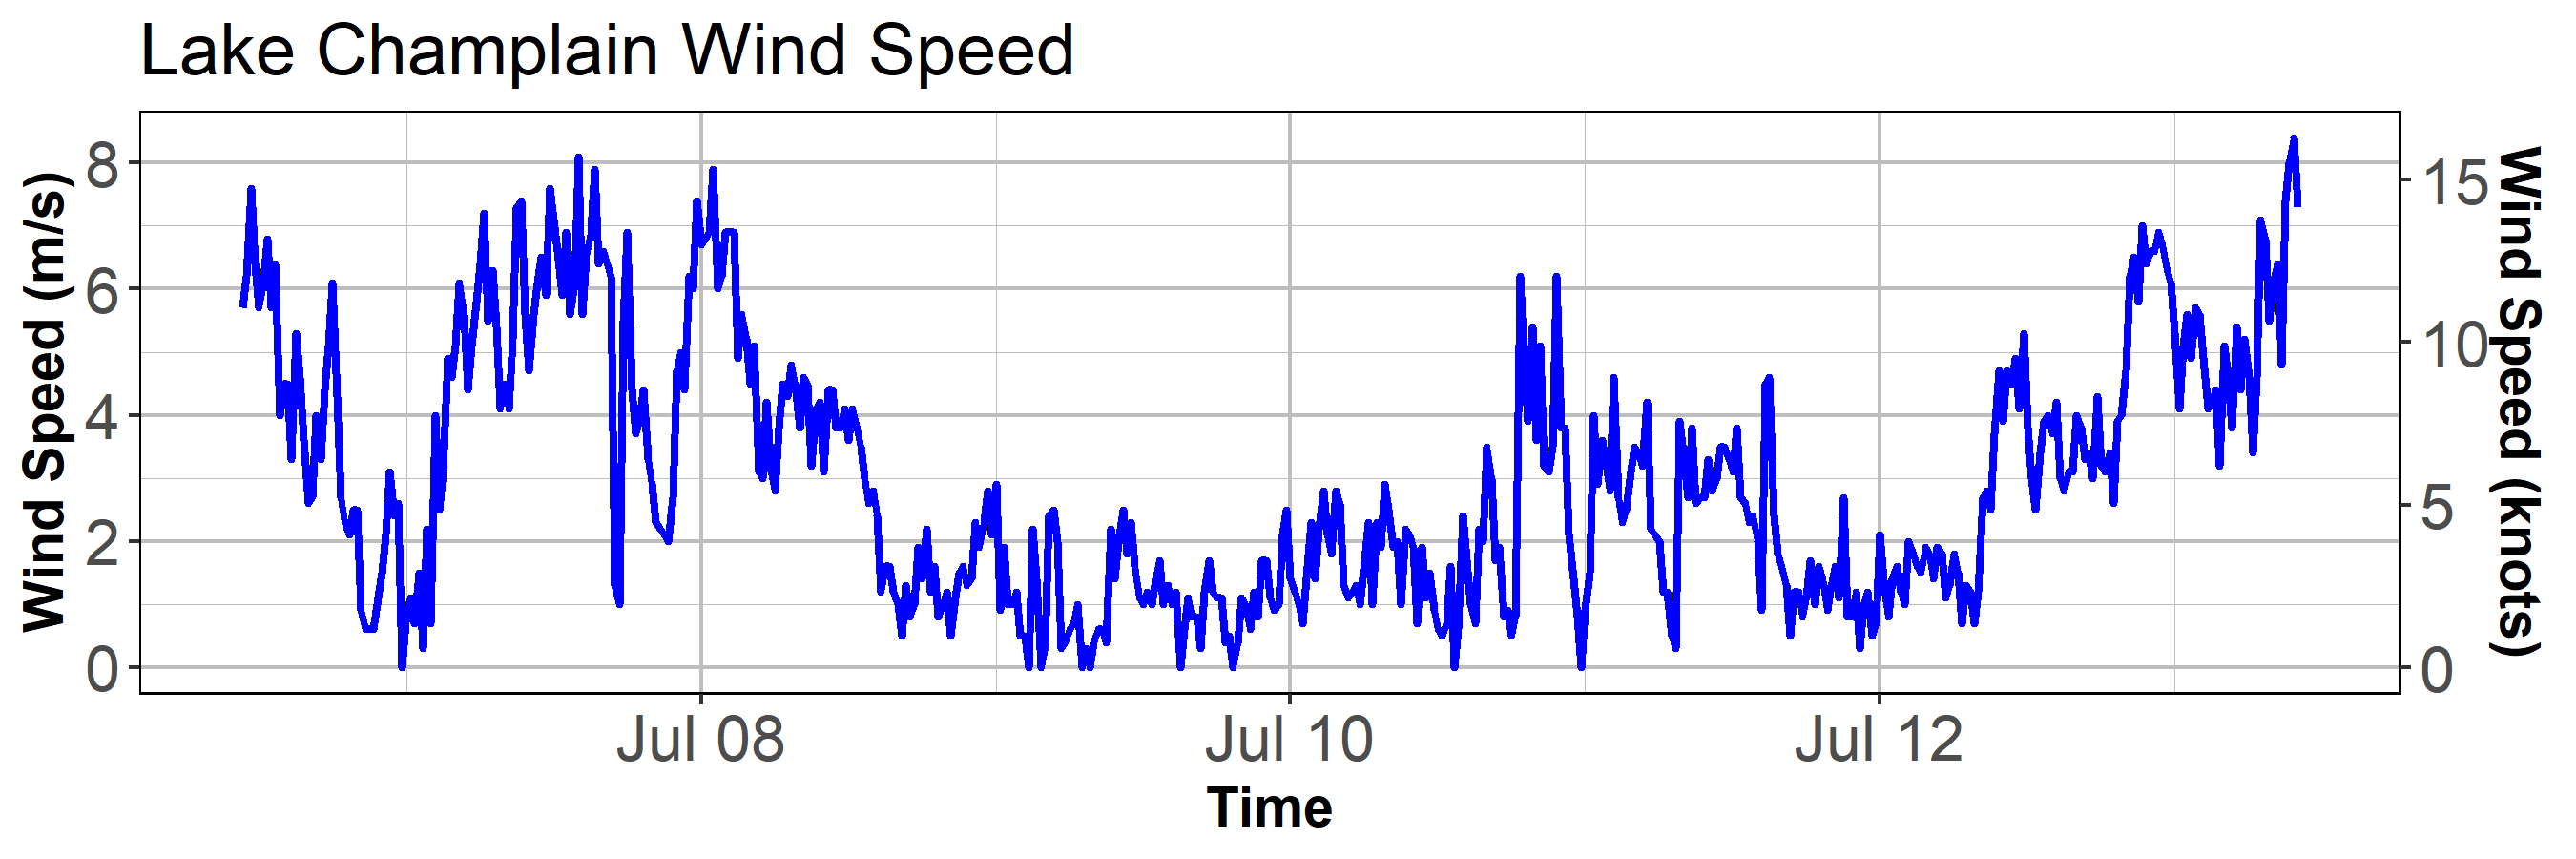 Lake Champlain Wind Speed
Wind Speed (m/s)
8
6
4
2
0
15
10
5
0
Wind Speed (knots)
Jul 08
Jul 10
Jul 12
Time